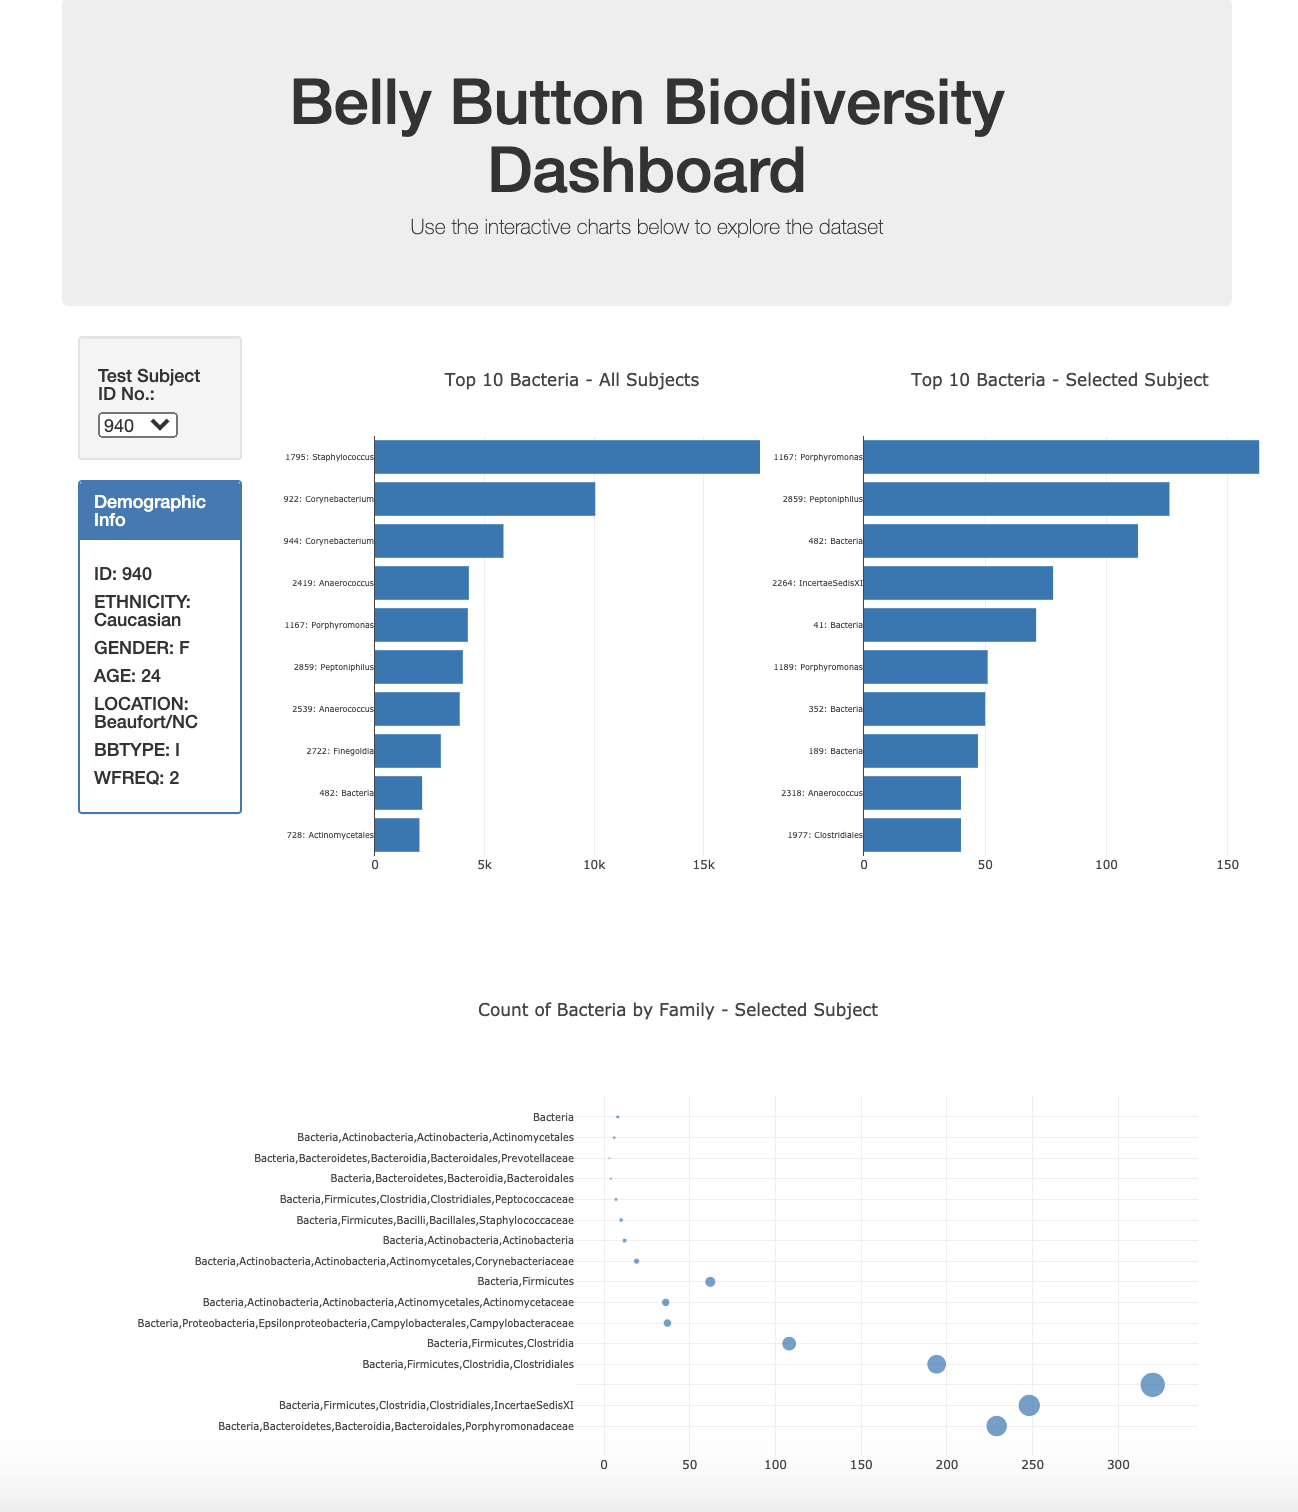 Belly Button Biodiversity
Dashboard
Use the interactive charts below to explore the dataset
Test Subject
ID No.:
940
Demographic
Info
ID: 940
ETHNICITY:
Caucasian
GENDER: F
AGE: 24
LOCATION:
Beaufort/NC
BBTYPE: I
WFREQ: 2
Top 10 Bacteria - All Subjects
1795: Staphylococcus
922: Corynebacterium
944: Corynebacterium
2419: Anaerococcus
1167: Porphyromonas
2859: Peptoniphilus
2539: Anaerococcus
2722: Finegoldia
482: Bacteria
728: Actinomycetales
0 5k 10k 15k
Top 10 Bacteria - Selected Subject
1167: Porphyromonas
2859: Peptoniphilus
482: Bacteria
2264: IncertaeSedisXI
41: Bacteria
1189: Porphyromonas
352: Bacteria
189: Bacteria
2318: Anaerococcus
1977: Clostridiales
0 50 100 150
Count of Bacteria by Family - Selected Subject
Bacteria
Bacteria,Actinobacteria,Actinobacteria,Actinomycetales
Bacteria,Bacteroidetes,Bacteroidia,Bacteroidales,Prevotellaceae
Bacteria,Bacteroidetes,Bacteroidia,Bacteroidales
Bacteria,Firmicutes,Clostridia,Clostridiales,Peptococcaceae
Bacteria,Firmicutes,Bacilli,Bacillales,Staphylococcaceae
Bacteria,Actinobacteria,Actinobacteria
Bacteria,Actinobacteria,Actinobacteria,Actinomycetales,Corynebacteriaceae
Bacteria,Firmicutes
Bacteria,Actinobacteria,Actinobacteria,Actinomycetales,Actinomycetaceae
Bacteria,Proteobacteria,Epsilonproteobacteria,Campylobacterales,Campylobacteraceae
Bacteria,Firmicutes,Clostridia
Bacteria,Firmicutes,Clostridia,Clostridiales
Bacteria,Firmicutes,Clostridia,Clostridiales,IncertaeSedisXI
Bacteria,Bacteroidetes,Bacteroidia,Bacteroidales,Porphyromonadaceae
0 50 100 150 200 250 300